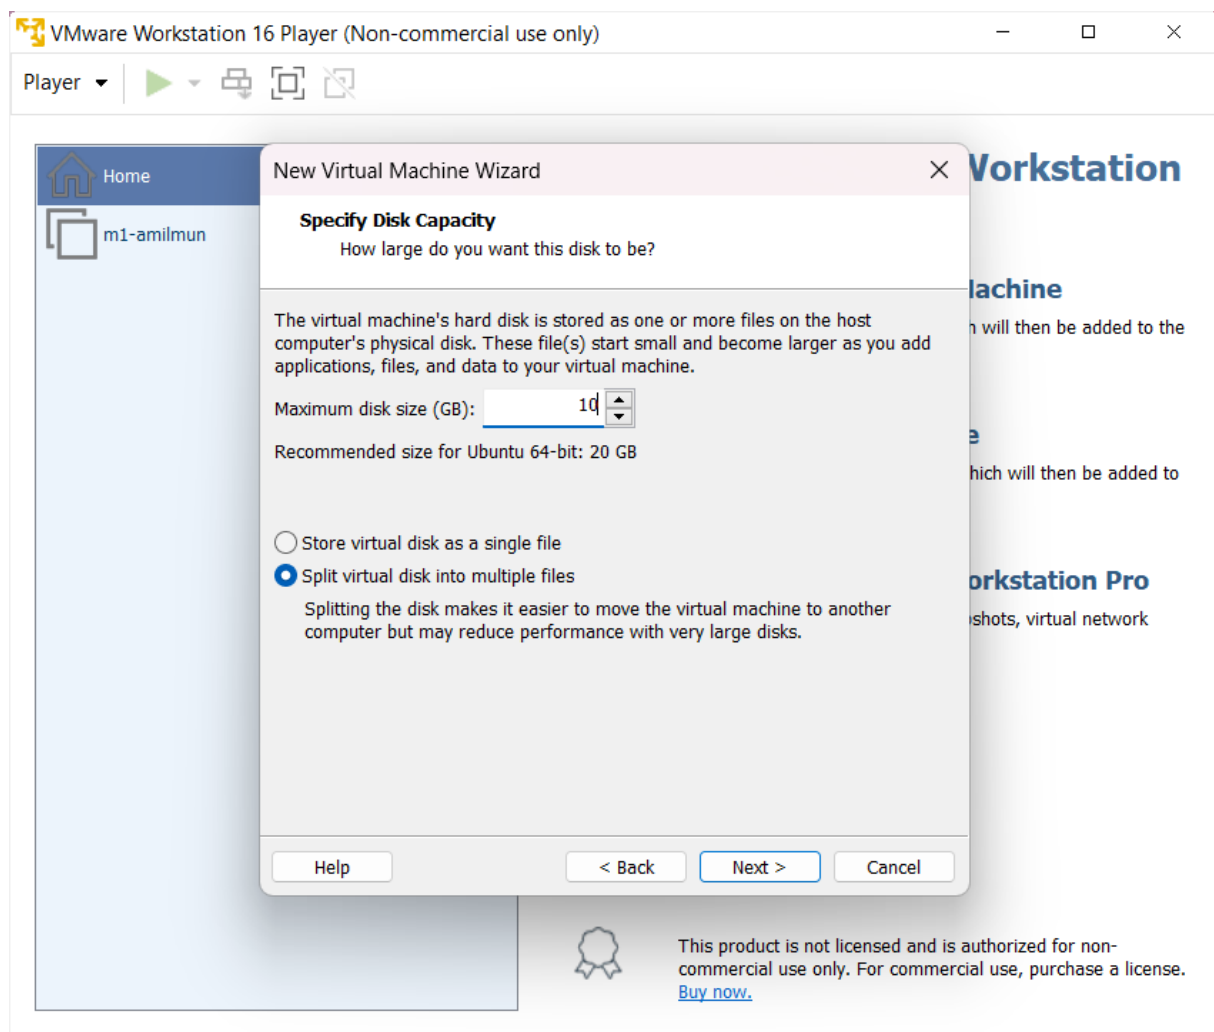 VMware Workstation 16 Player (Non-commercial use only)
Player
Home
m1-amilmun
New Virtual Machine Wizard
Specify Disk Capacity
How large do you want this disk to be?
The virtual machine's hard disk is stored as one or more files on the host
computer's physical disk. These file(s) start small and become larger as you add
applications, files, and data to your virtual machine.
Maximum disk size (GB): 10
Recommended size for Ubuntu 64-bit: 20 GB
Store virtual disk as a single file
Split virtual disk into multiple files
Splitting the disk makes it easier to move the virtual machine to another
computer but may reduce performance with very large disks.
Help
< Back
Next >
Cancel
Workstation
achine
will then be added to the
e
hich will then be added to
orkstation Pro
shots, virtual network
This product is not licensed and is authorized for non-
commercial use only. For commercial use, purchase a license.
Buy now.